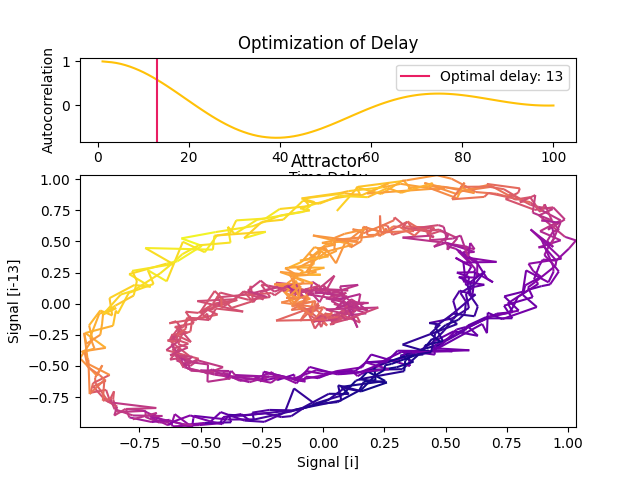 Optimization of Delay
Autocorrelation
1
0
Optimal delay: 13
0 20 40 60 80 100
Time Delay
Attractor
Signal [i-13]
1.00
0.75
0.50
0.25
0.00
−0.25
−0.50
−0.75
−0.75 −0.50 −0.25 0.00 0.25 0.50 0.75 1.00
Signal [i]